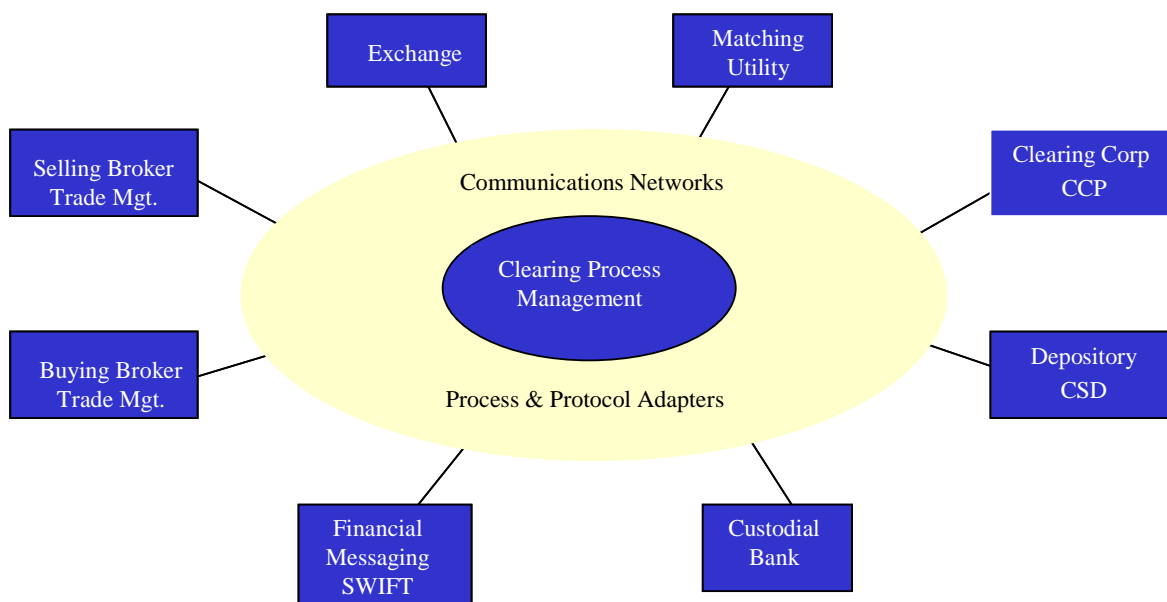 Exchange
Matching
Utility
Selling Broker
Trade Mgt.
Clearing Corp
CCP
Communications Networks
Clearing Process
Management
Buying Broker
Trade Mgt.
Depository
CSD
Process & Protocol Adapters
Financial
Messaging
SWIFT
Custodial
Bank